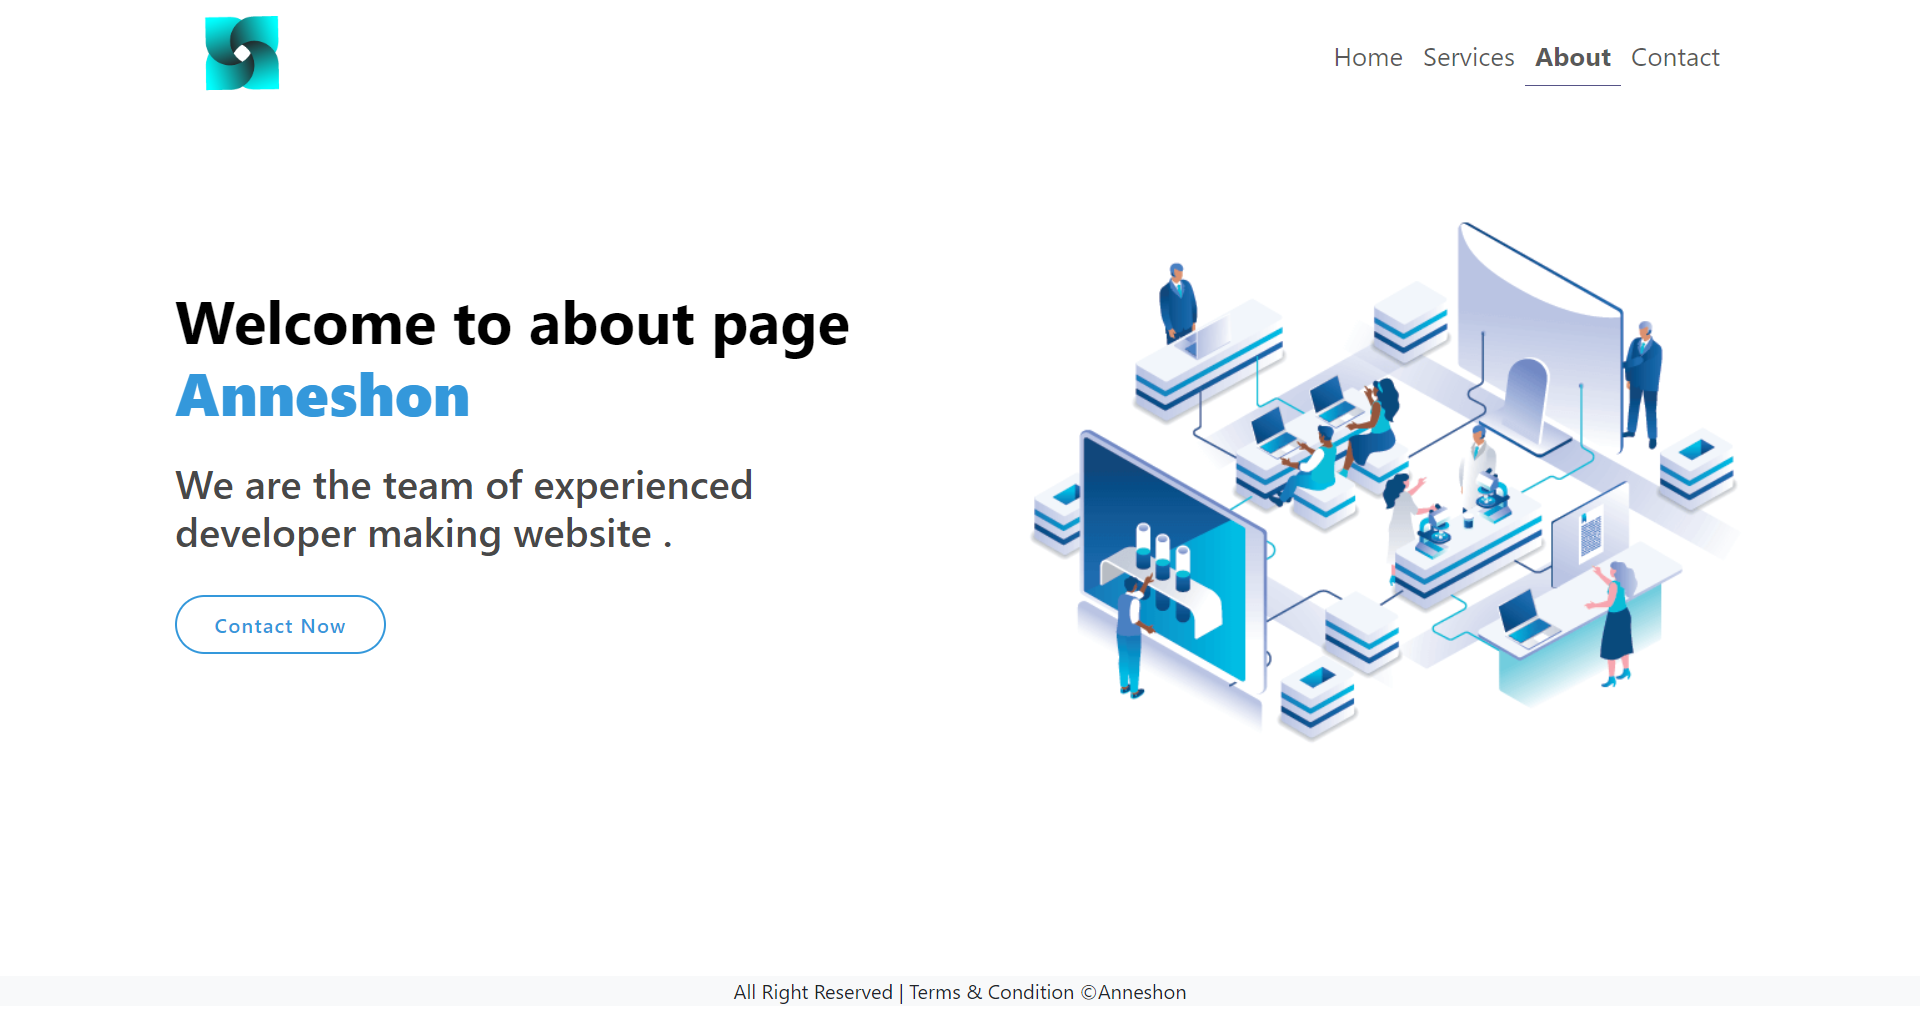 Home Services About Contact
Welcome to about page
Anneshon
We are the team of experienced
developer making website .
Contact Now
All Right Reserved | Terms & Condition ©Anneshon